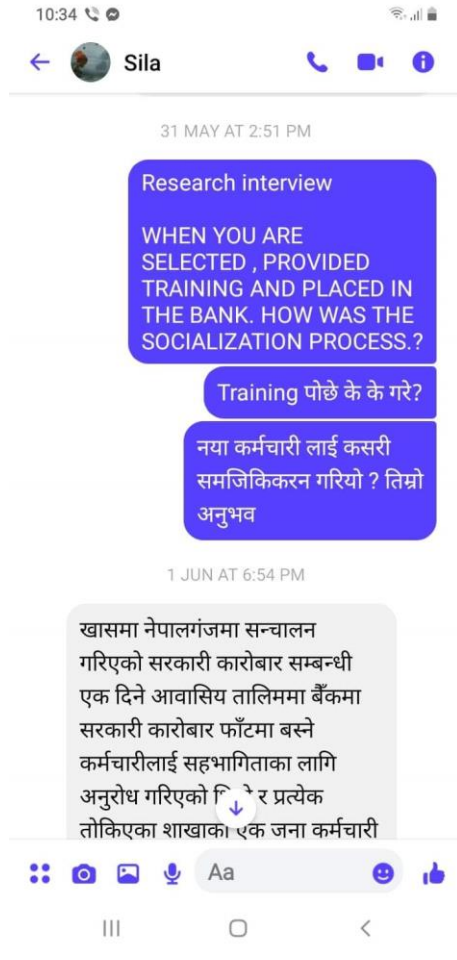 10:34
Sila
31 MAY AT 2:51 PM
Research interview
WHEN YOU ARE
SELECTED , PROVIDED
TRAINING AND PLACED IN
THE BANK. HOW WAS THE
SOCIALIZATION PROCESS.?
Training पोछे के के गरे?
नया कर्मचारी लाई कसरी
समजिकिकरन गरियो ? तिम्रो
अनुभव
1 JUN AT 6:54 PM
खासमा नेपालगंजमा सन्चालन
गरिएको सरकारी कारोबार सम्बन्धी
एक दिने आवासिय तालिममा बैँकमा
सरकारी कारोबार फाँटमा बस्ने
कर्मचारीलाई सहभागिताका लागि
अनुरोध गरिएको र प्रत्येक
तोकिएका शाखाका एक जना कर्मचारी
Aa